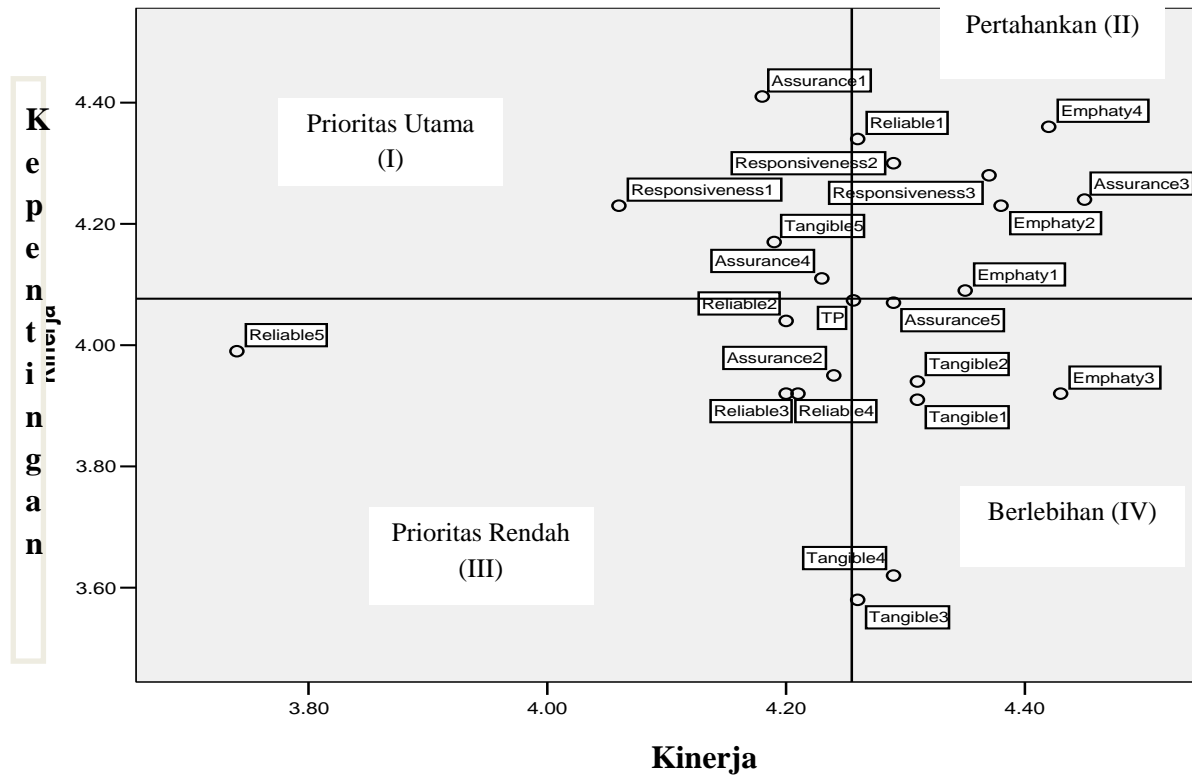 Pertahankan (II)
Assurance1
4.40
Emphaty4
Prioritas Utama
(I)
Reliable1
Responsiveness2
Responsiveness1
Responsiveness3
Assurance3
4.20
Tangible5
Emphaty2
Assurance4
Emphaty1
Reliable2
TP
Assurance5
Reliable5
4.00
Assurance2
Tangible2
Emphaty3
Reliable3
Reliable4
Tangible1
3.80
Berlebihan (IV)
Prioritas Rendah
(III)
Tangible4
3.60
Tangible3
3.80
4.00
4.20
4.40
Kinerja
Kepentingan
Kinerja